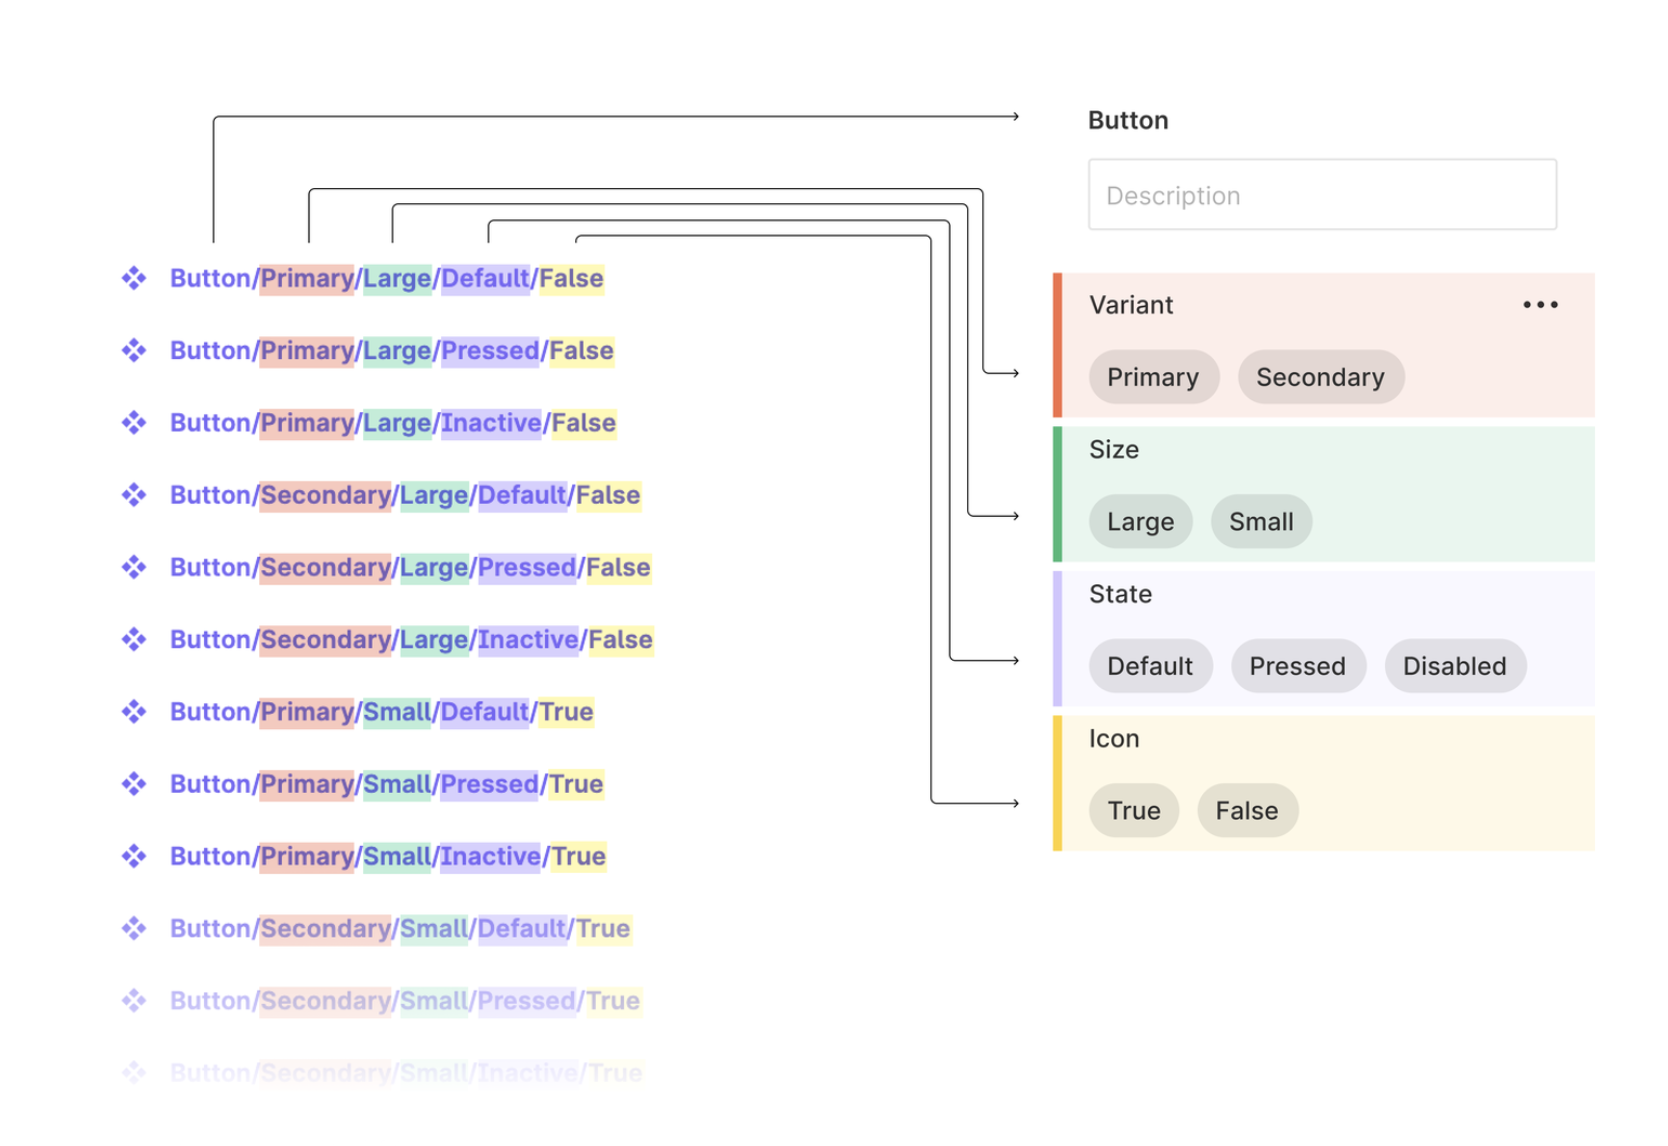 Button
Description
Button/Primary/Large/Default/False
Button/Primary/Large/Pressed/False
Button/Primary/Large/Inactive/False
Button/Secondary/Large/Default/False
Button/Secondary/Large/Pressed/False
Button/Secondary/Large/Inactive/False
Button/Primary/Small/Default/True
Button/Primary/Small/Pressed/True
Button/Primary/Small/Inactive/True
Button/Secondary/Small/Default/True
Button/Secondary/Small/Pressed/True
Button/Secondary/Small/Inactive/True
Variant
Primary Secondary
Size
Large Small
State
Default Pressed Disabled
Icon
True False